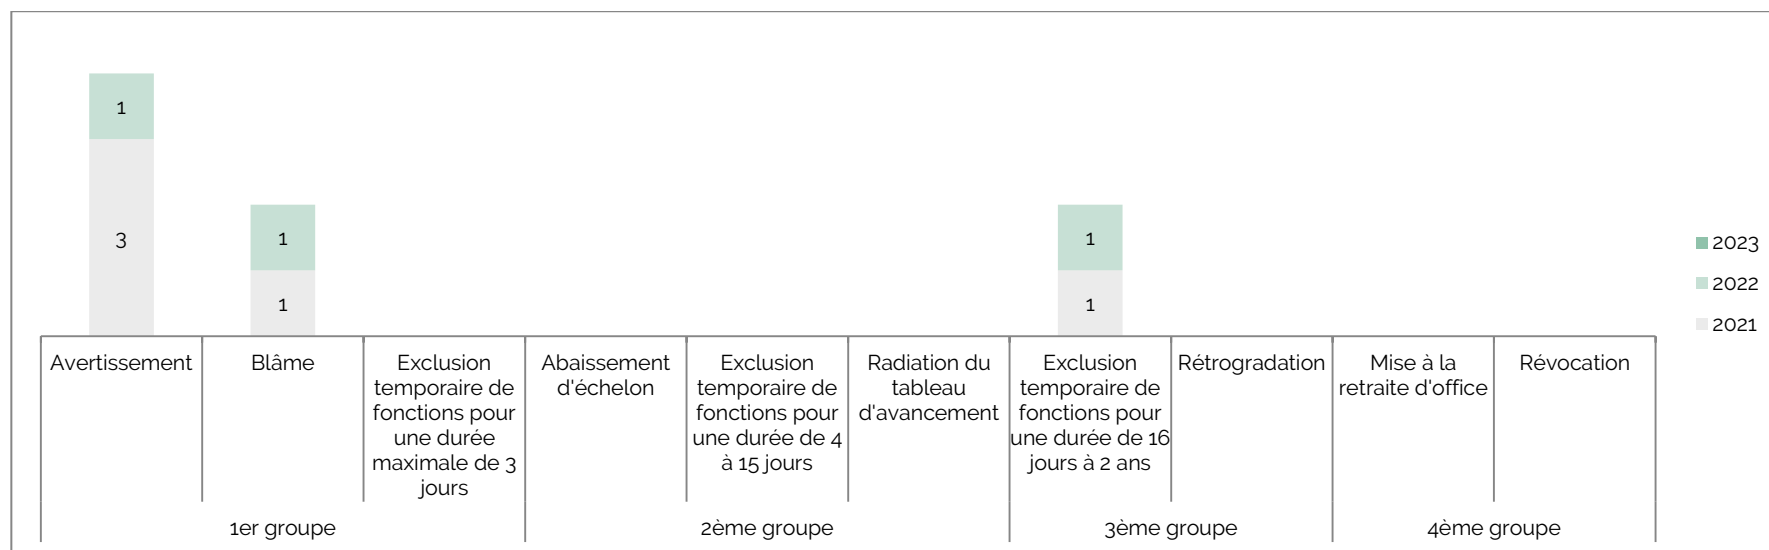 1
3
1
1
1
1
2023
2022
2021
Avertissement
Blâme
Exclusion
temporaire de
fonctions pour
une durée
maximale de 3
jours
Abaissement
d'échelon
Exclusion
temporaire de
fonctions pour
une durée de 4
à 15 jours
Radiation du
tableau
d'avancement
Exclusion
temporaire de
fonctions pour
une durée de 16
jours à 2 ans
Rétrogradation
Mise à la
retraite d'office
Révocation
1er groupe
2ème groupe
3ème groupe
4ème groupe